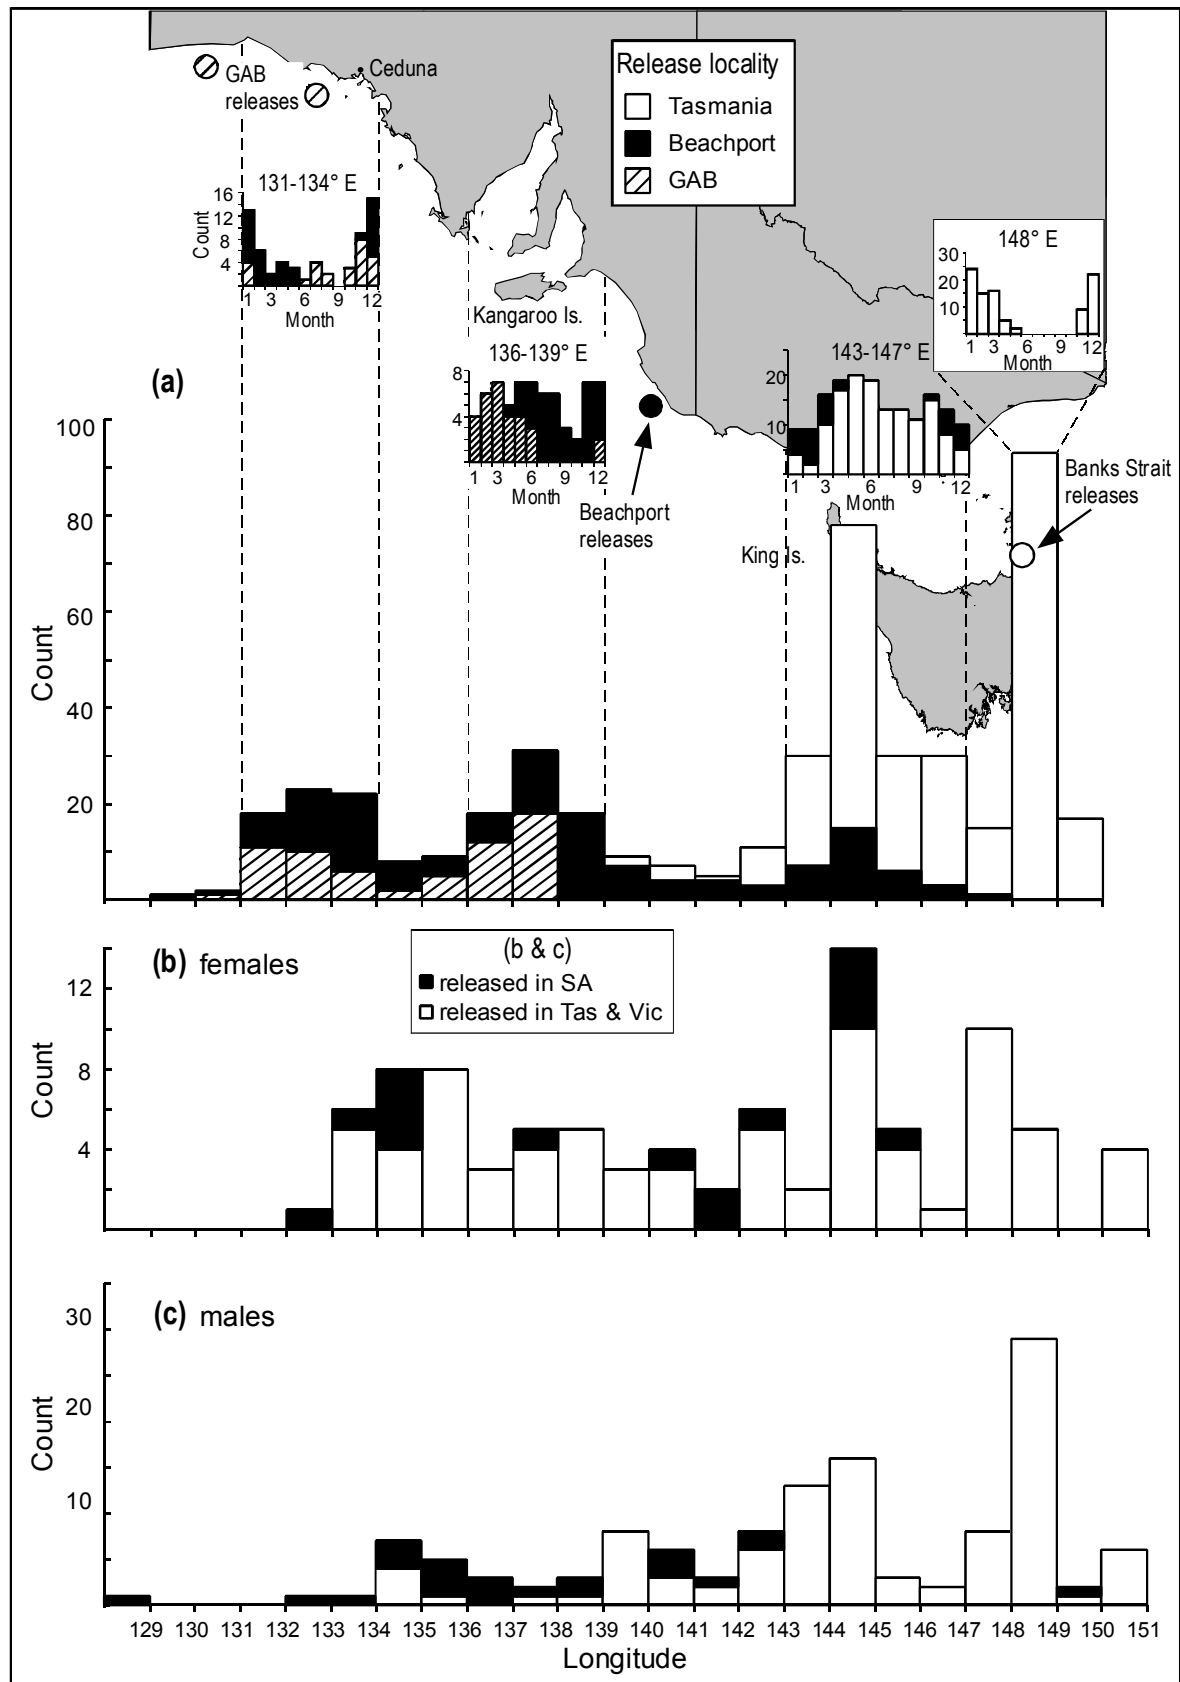 Ceduna
GAB
releases
Release locality
Tasmania
Beachport
GAB
131-134° E
16
12
8
4
Count
1 3 6 9 12
Month
148° E
30
20
10
1 3 6 9 12
Month
Kangaroo Is.
136-139° E
8
4
1 3 6 9 12
Month
143-147° E
20
10
1 3 6 9 12
Month
Beachport
releases
Banks Strait
releases
King Is.
(a)
100
80
60
40
20
Count
(b) females
(b & c)
released in SA
released in Tas & Vic
12
8
4
Count
(c) males
30
20
10
Count
129 130 131 132 133 134 135 136 137 138 139 140 141 142 143 144 145 146 147 148 149 150 151
Longitude